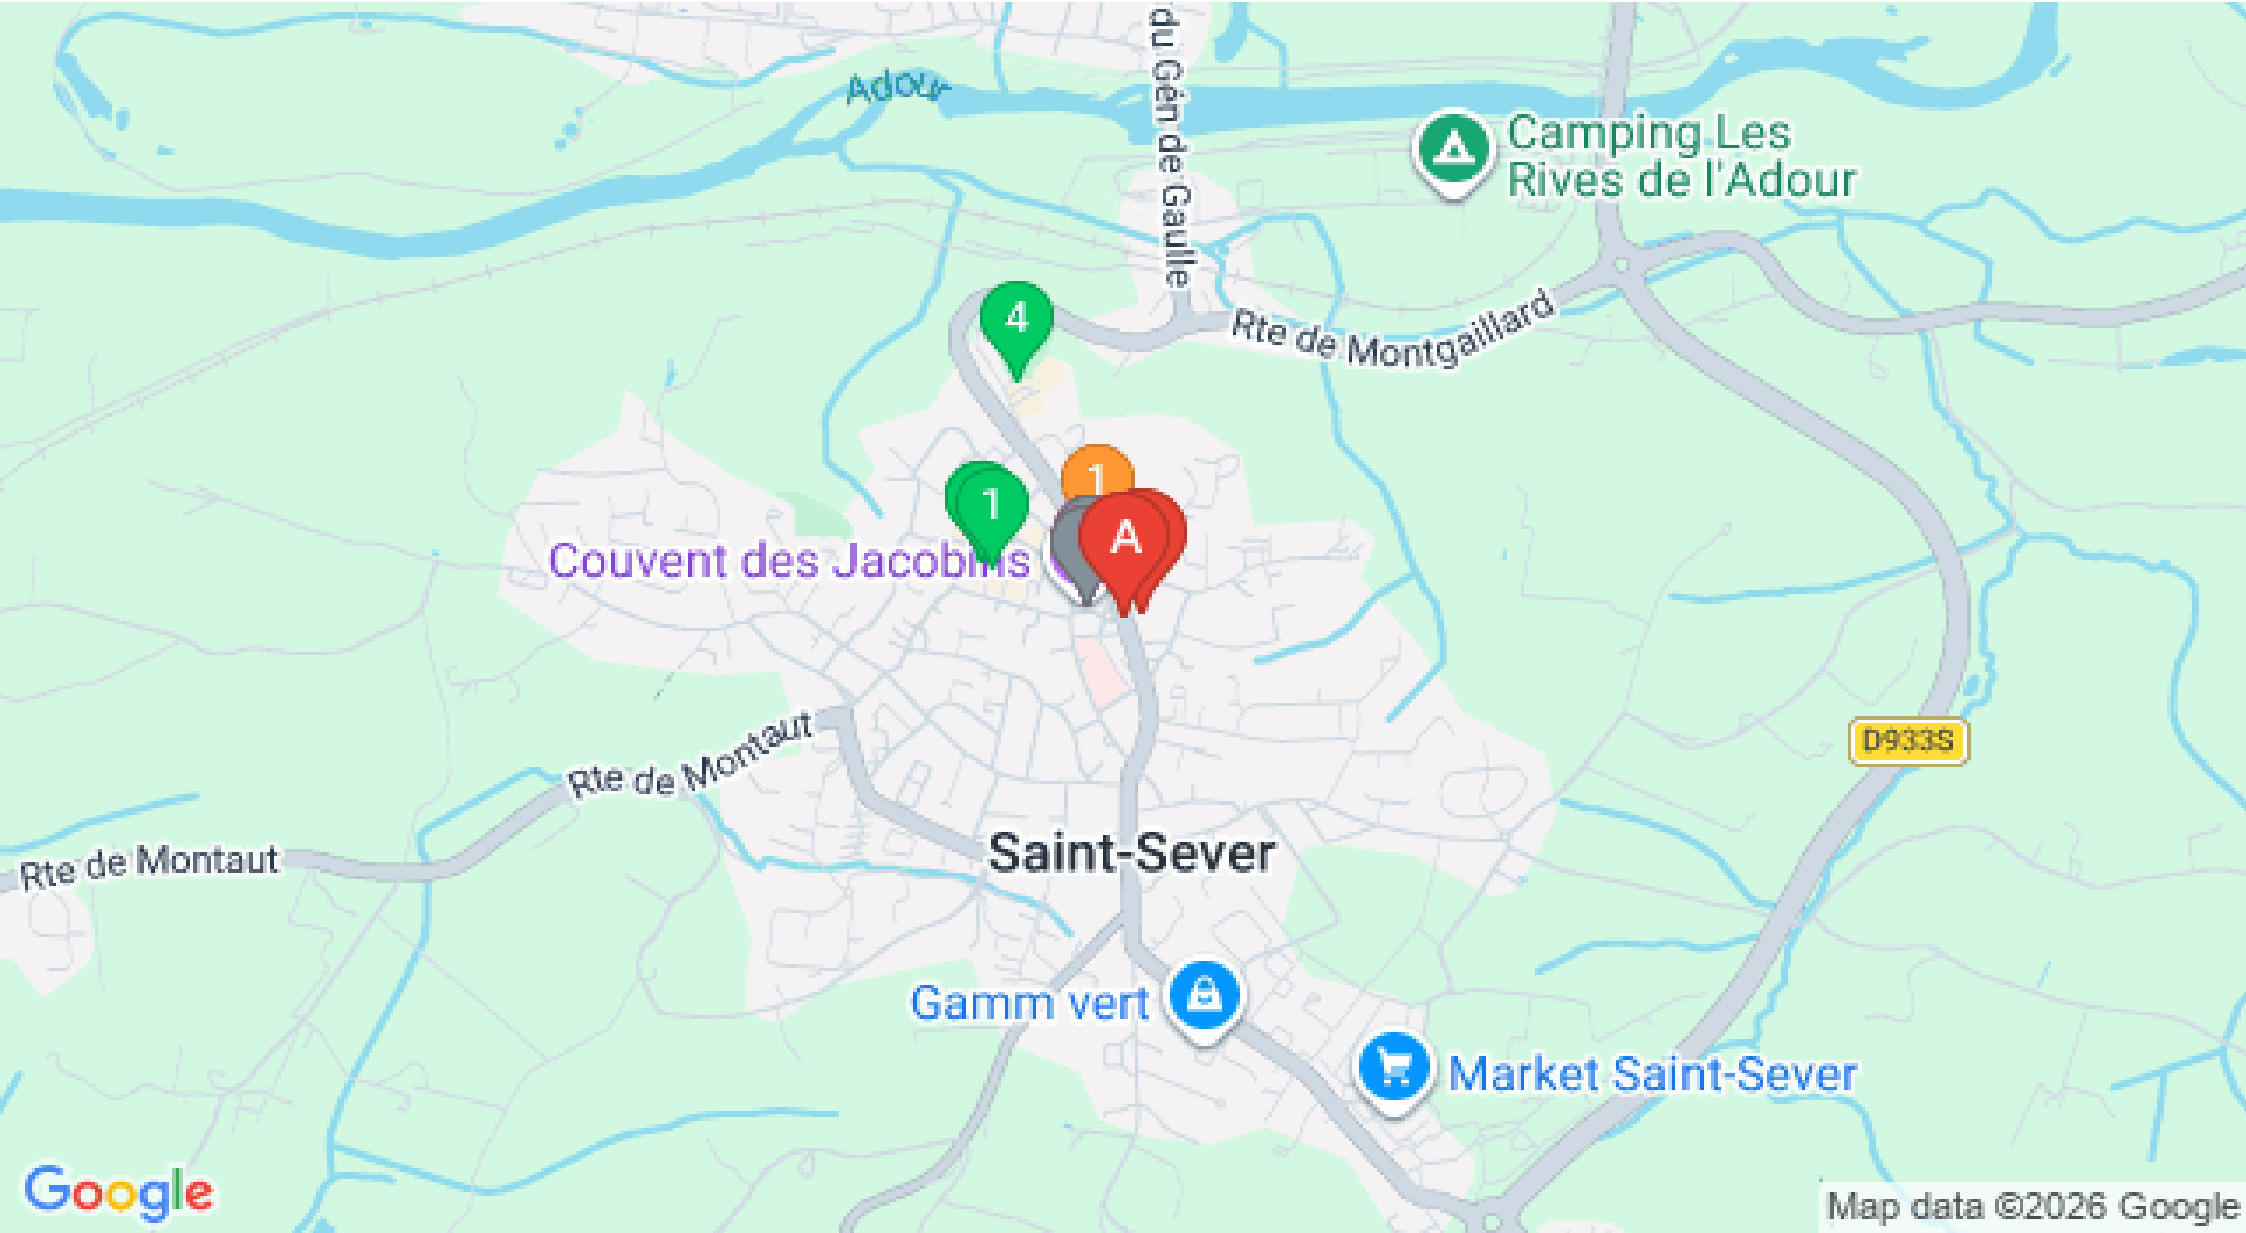 du Gén de Gaulle
Adour
Camping Les
Rives de l'Adour
4
Rte de Montgaillard
1
1
A
Couvent des Jacobins
Rte de Montaut
D933S
Rte de Montaut
Saint-Sever
Gamm vert
Market Saint-Sever
Google
Map data ©2026 Google